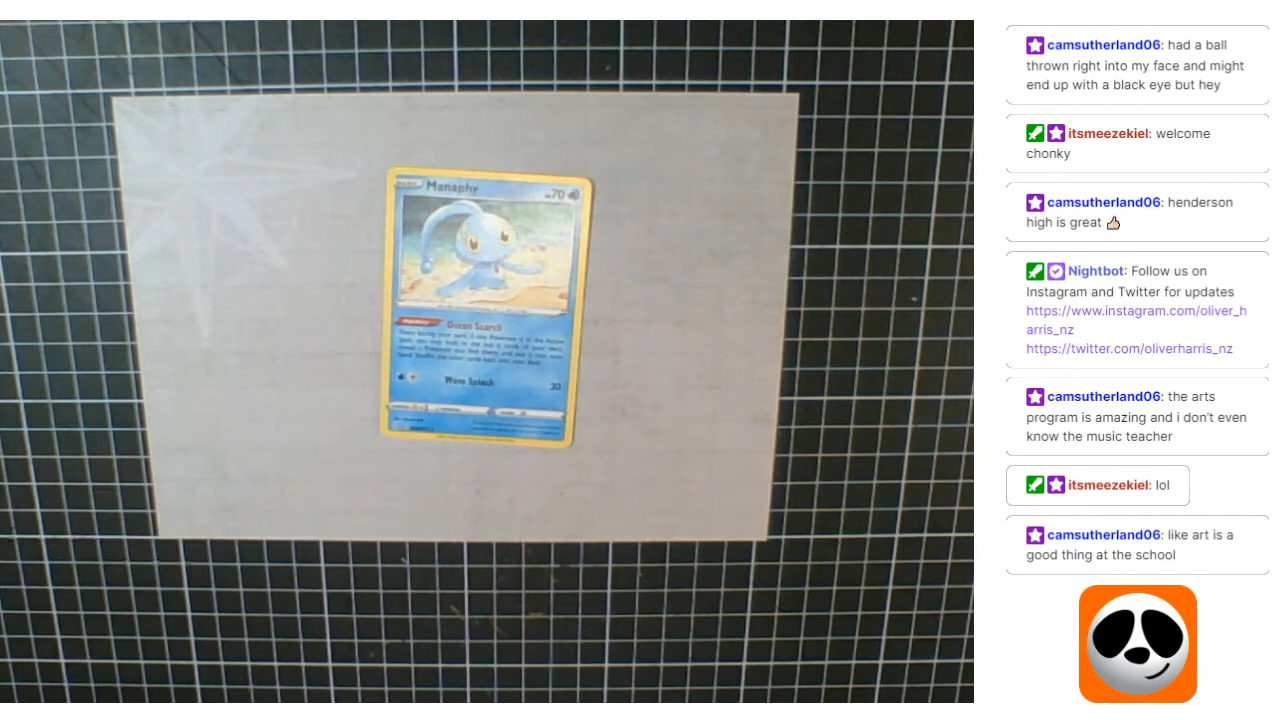 Manaphy
70
Ocean Search
Wave Splash
30
camsutherland06: had a ball
thrown right into my face and might
end up with a black eye but hey
itsmeezekiel: welcome
chonky
camsutherland06: henderson
high is great 👍🏻
Nightbot: Follow us on
Instagram and Twitter for updates
https://www.instagram.com/oliver_h
arris_nz
https://twitter.com/oliverharris_nz
camsutherland06: the arts
program is amazing and i don't even
know the music teacher
itsmeezekiel: lol
camsutherland06: like art is a
good thing at the school